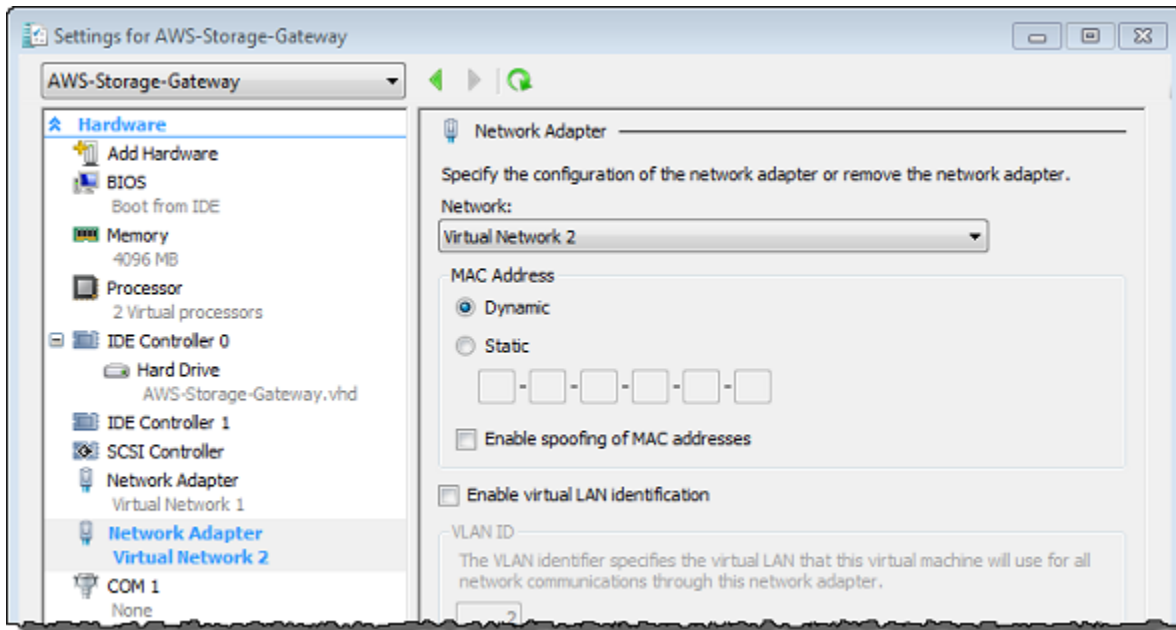 Settings for AWS-Storage-Gateway
AWS-Storage-Gateway
Hardware
Add Hardware
BIOS
Boot from IDE
Memory
4096 MB
Processor
2 Virtual processors
IDE Controller 0
Hard Drive
AWS-Storage-Gateway.vhd
IDE Controller 1
SCSI Controller
Network Adapter
Virtual Network 1
Network Adapter
Virtual Network 2
COM 1
None
Network Adapter
Specify the configuration of the network adapter or remove the network adapter.
Network:
Virtual Network 2
MAC Address
Dynamic
Static
- - - - -
Enable spoofing of MAC addresses
Enable virtual LAN identification
VLAN ID
The VLAN identifier specifies the virtual LAN that this virtual machine will use for all
network communications through this network adapter.
2